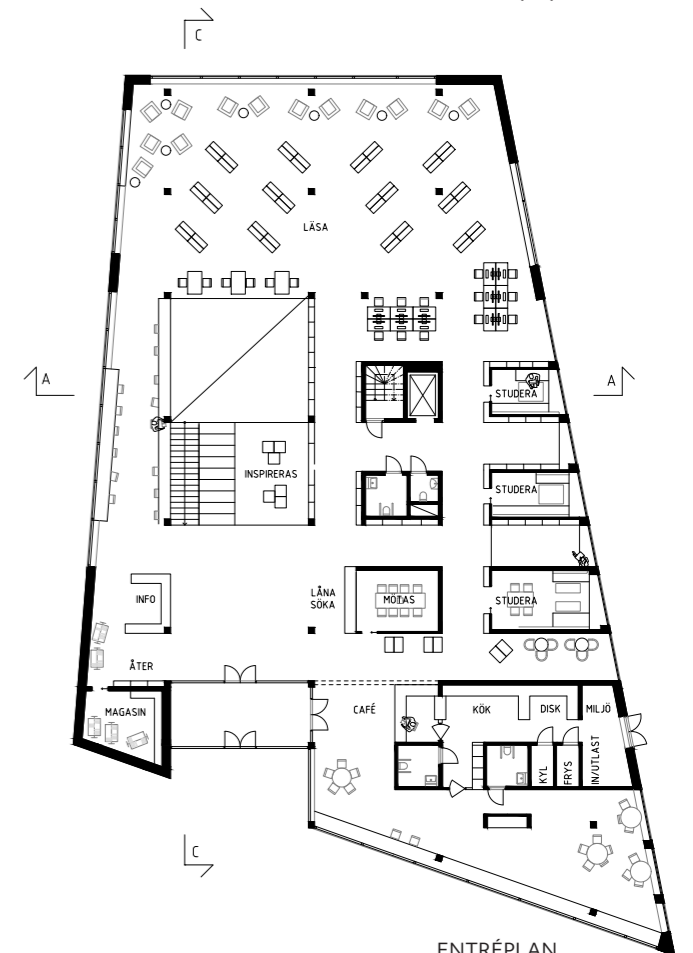 C
LÄSA
A
A
STUDERA
INSPIRERAS
STUDERA
INFO
LÅNA
SÖKA
MÖTAS
STUDERA
ÅTER
MAGASIN
CAFÉ
KÖK
DISK
MILJÖ
KYL
FRYS
IN/UTLAST
C
ENTRÉPLAN